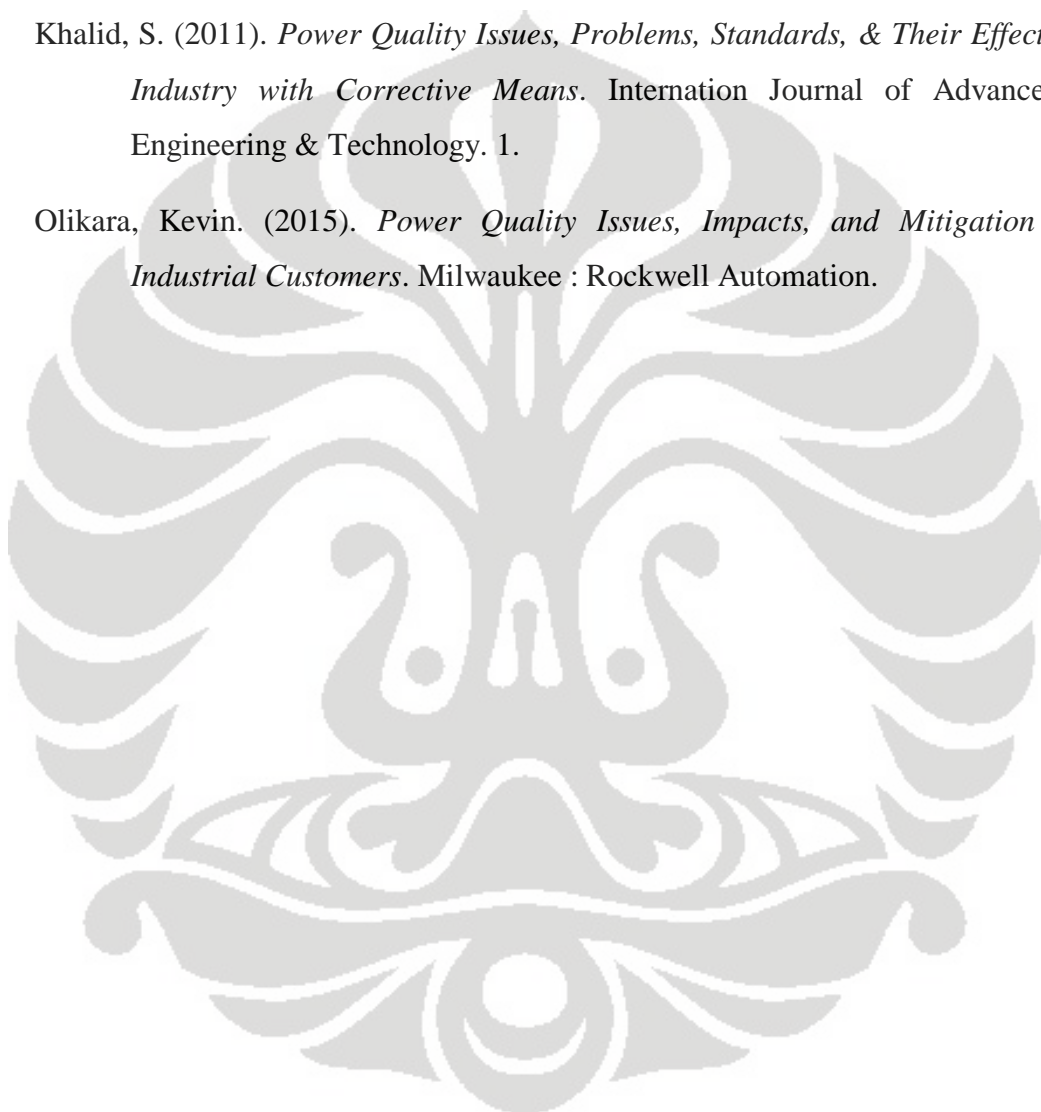 Khalid, S. (2011). Power Quality Issues, Problems, Standards, & Their Effect
Industry with Corrective Means. Internation Journal of Advance
Engineering & Technology. 1.
Olikara, Kevin. (2015). Power Quality Issues, Impacts, and Mitigation
Industrial Customers. Milwaukee : Rockwell Automation.